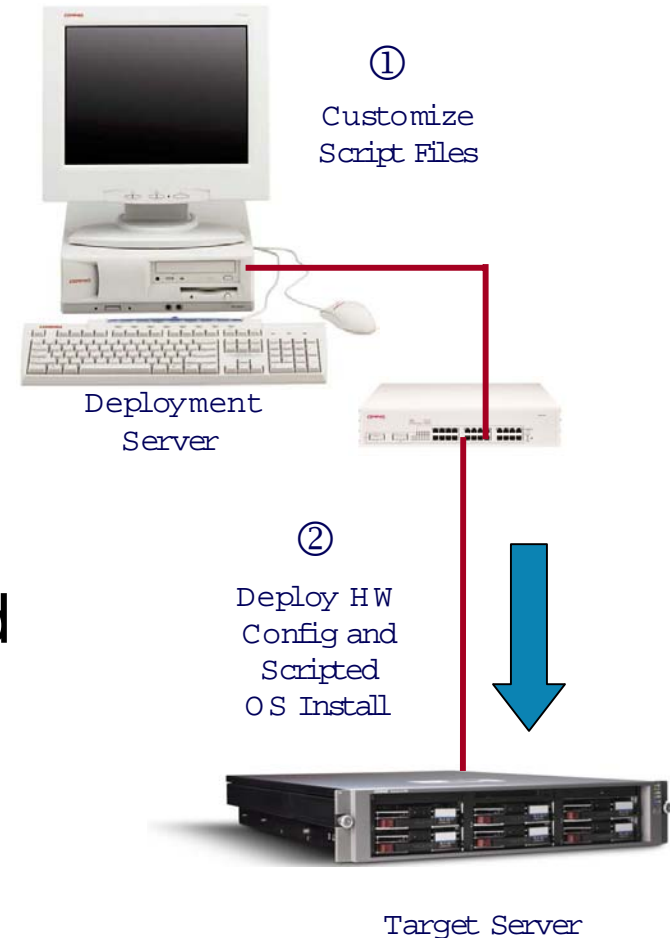 ①
Customize
Script Files
Deployment
Server
②
Deploy HW
Config and
Scripted
OS Install
d
Target Server